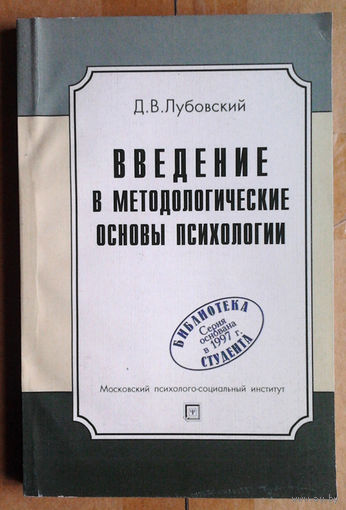 Д.В.Лубовский
ВВЕДЕНИЕ
В МЕТОДОЛОГИЧЕСКИЕ
ОСНОВЫ ПСИХОЛОГИИ
БИБЛИОТЕКА
Серия
основана
в 1997 г.
СТУДЕНТА
Московский психолого-социальный институт